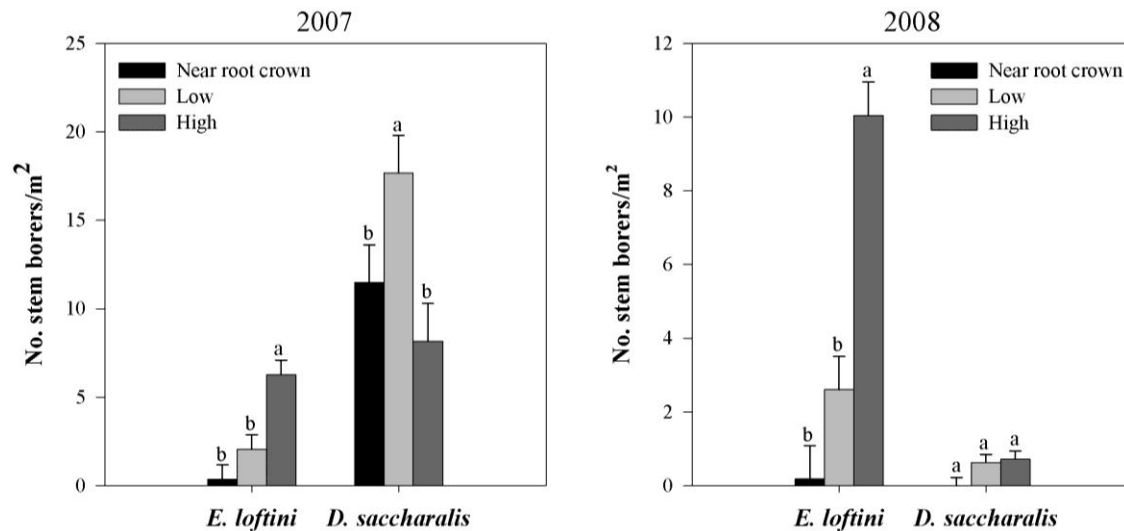 2007
No. stem borers/m²
25
20
15
10
5
0
Near root crown
Low
High
b
b
a
b
a
b
E. loftini D. saccharalis
2008
No. stem borers/m²
12
10
8
6
4
2
0
Near root crown
Low
High
b
b
a
a
a
a
E. loftini D. saccharalis